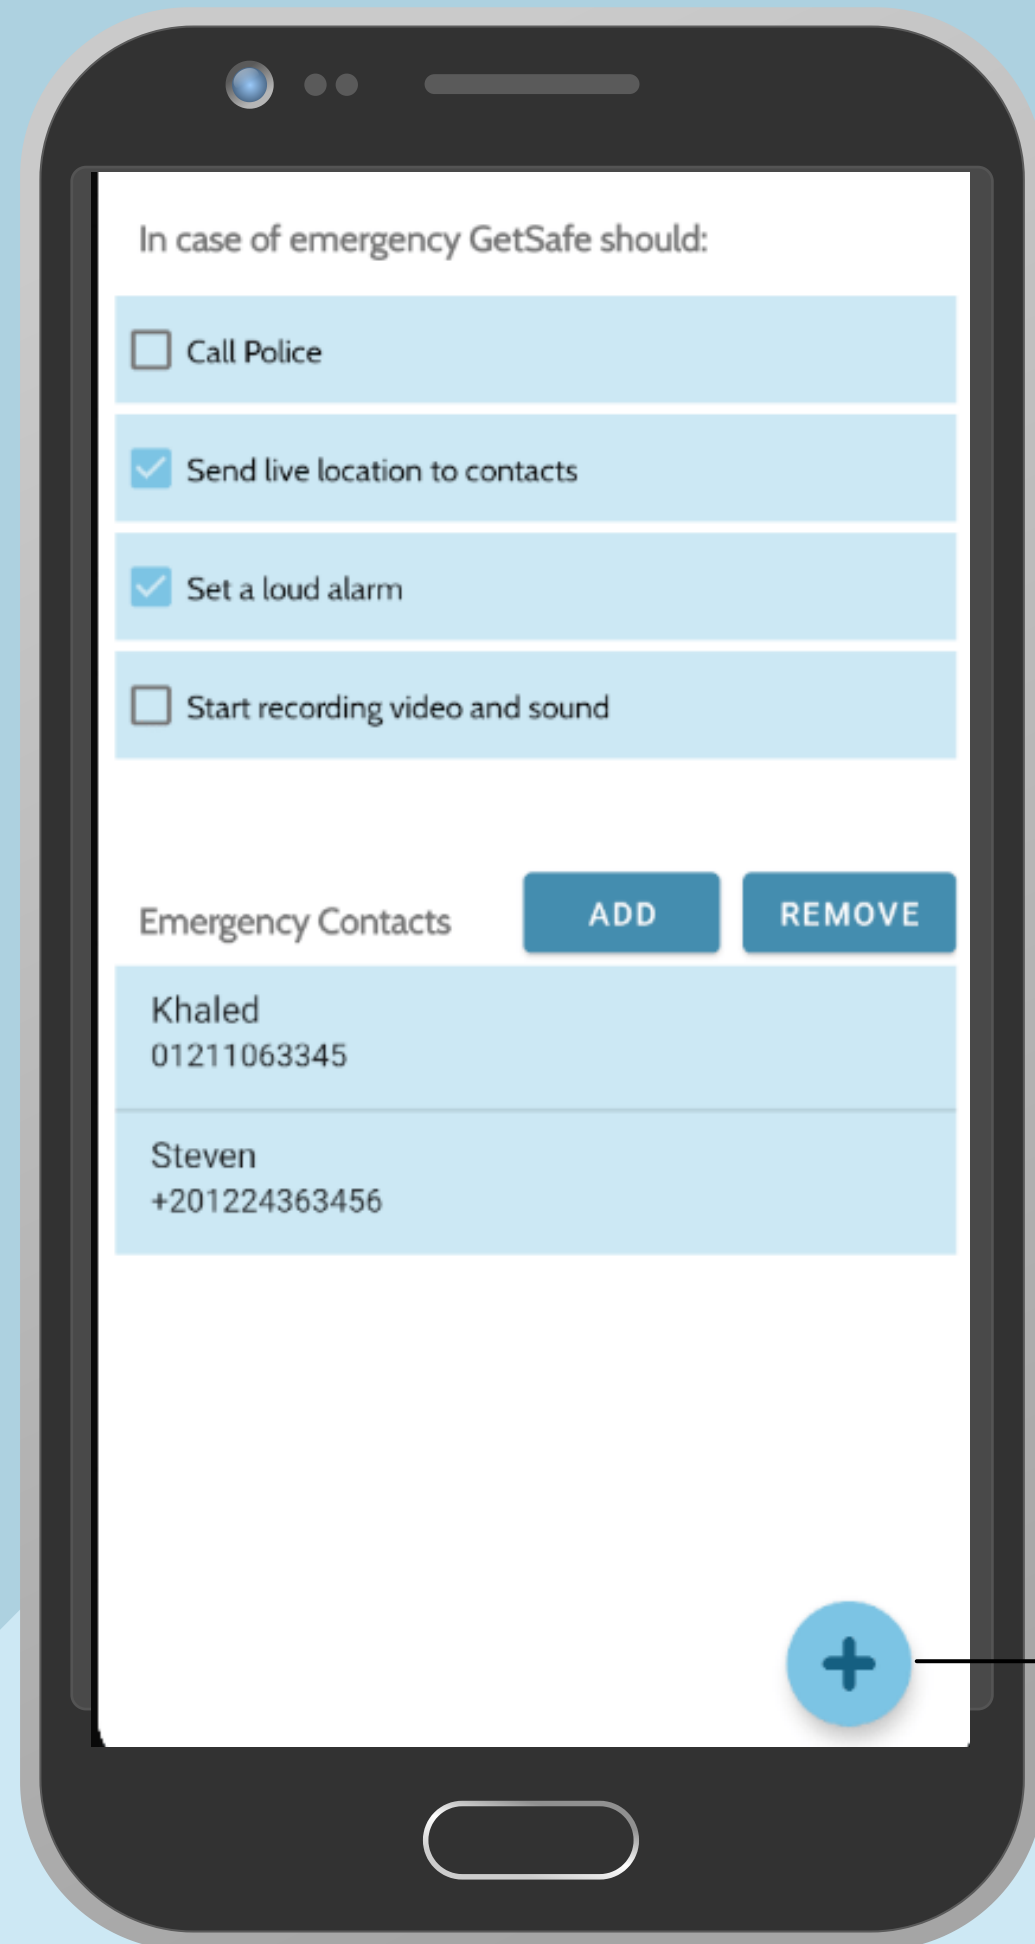 In case of emergency GetSafe should:
Call Police
Send live location to contacts
Set a loud alarm
Start recording video and sound
Emergency Contacts
ADD
REMOVE
Khaled
01211063345
Steven
+201224363456